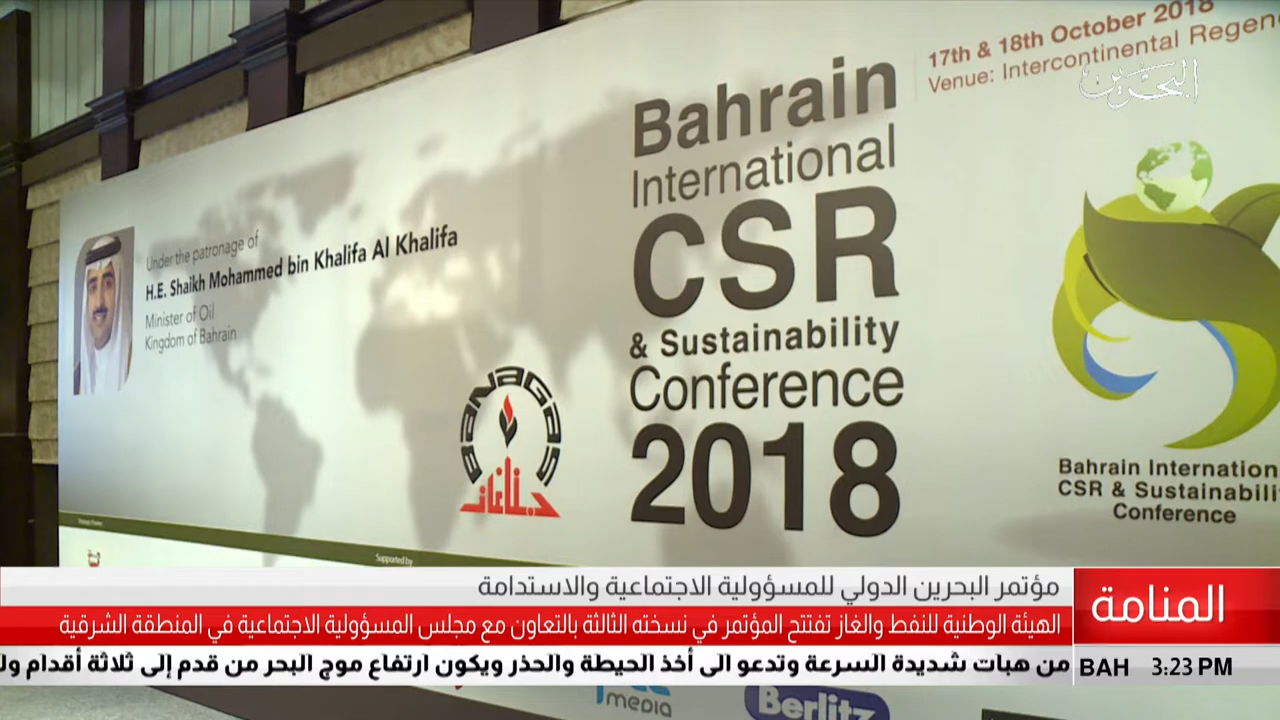 17th & 18th October 2018
Venue: Intercontinental Regen
البحرين
Bahrain
International
CSR
& Sustainability
Conference
2018
Under the patronage of
H.E. Shaikh Mohammed bin Khalifa Al Khalifa
Minister of Oil
Kingdom of Bahrain
BANAGAS
بناغاز
Bahrain Internation
CSR & Sustainabili
Conference
Supported by
مؤتمر البحرين الدولي للمسؤولية الاجتماعية والاستدامة
المنامة
الهيئة الوطنية للنفط والغاز تفتتح المؤتمر في نسخته الثالثة بالتعاون مع مجلس المسؤولية الاجتماعية في المنطقة الشرقية
من هبات شديدة السرعة وتدعو الى أخذ الحيطة والحذر ويكون ارتفاع موج البحر من قدم إلى ثلاثة أقدام ول
BAH 3:23 PM
media
Berlitz